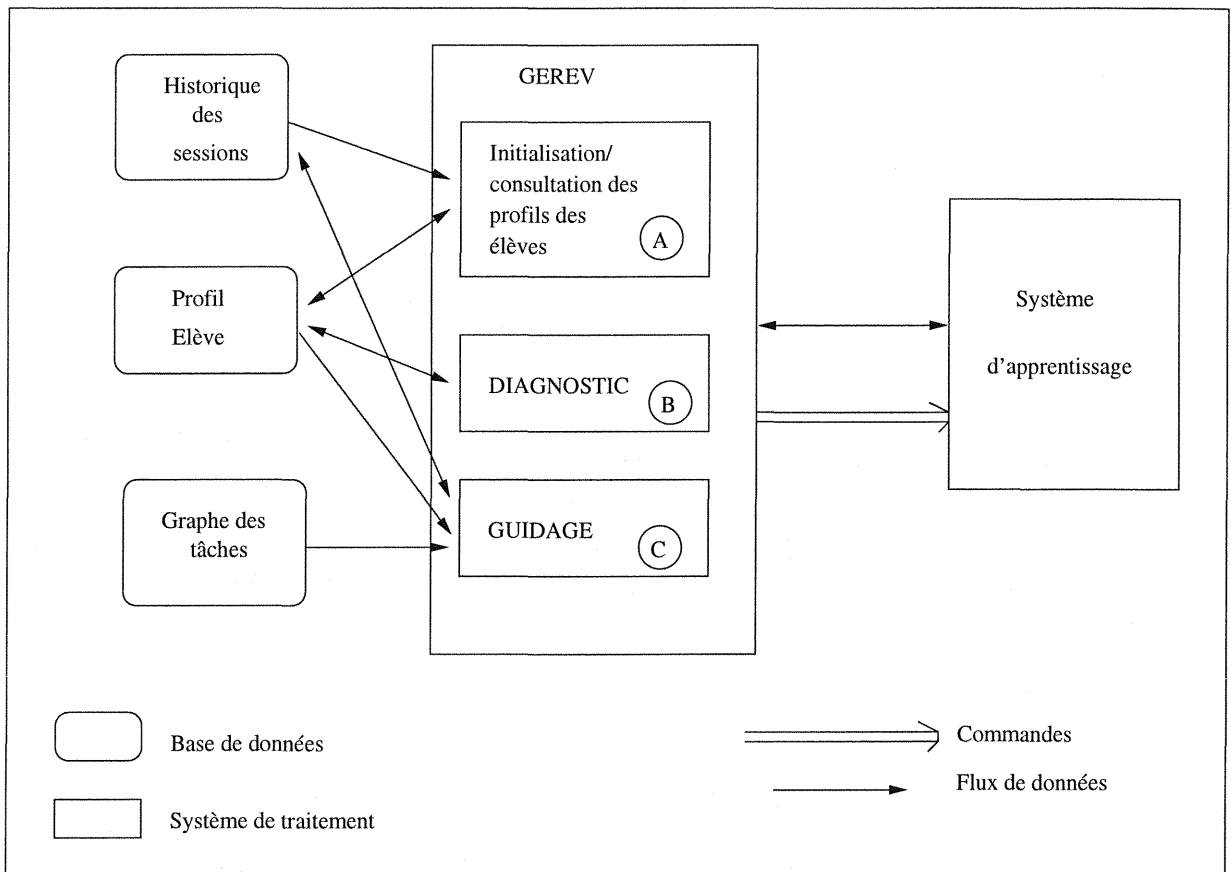 Historique
des
sessions
Profil
Elève
Graphe des
tâches
GEREV
Initialisation/
consultation des
profils des
élèves
A
DIAGNOSTIC
B
GUIDAGE
C
Système
d'apprentissage
Base de données
Système de traitement
Commandes
Flux de données